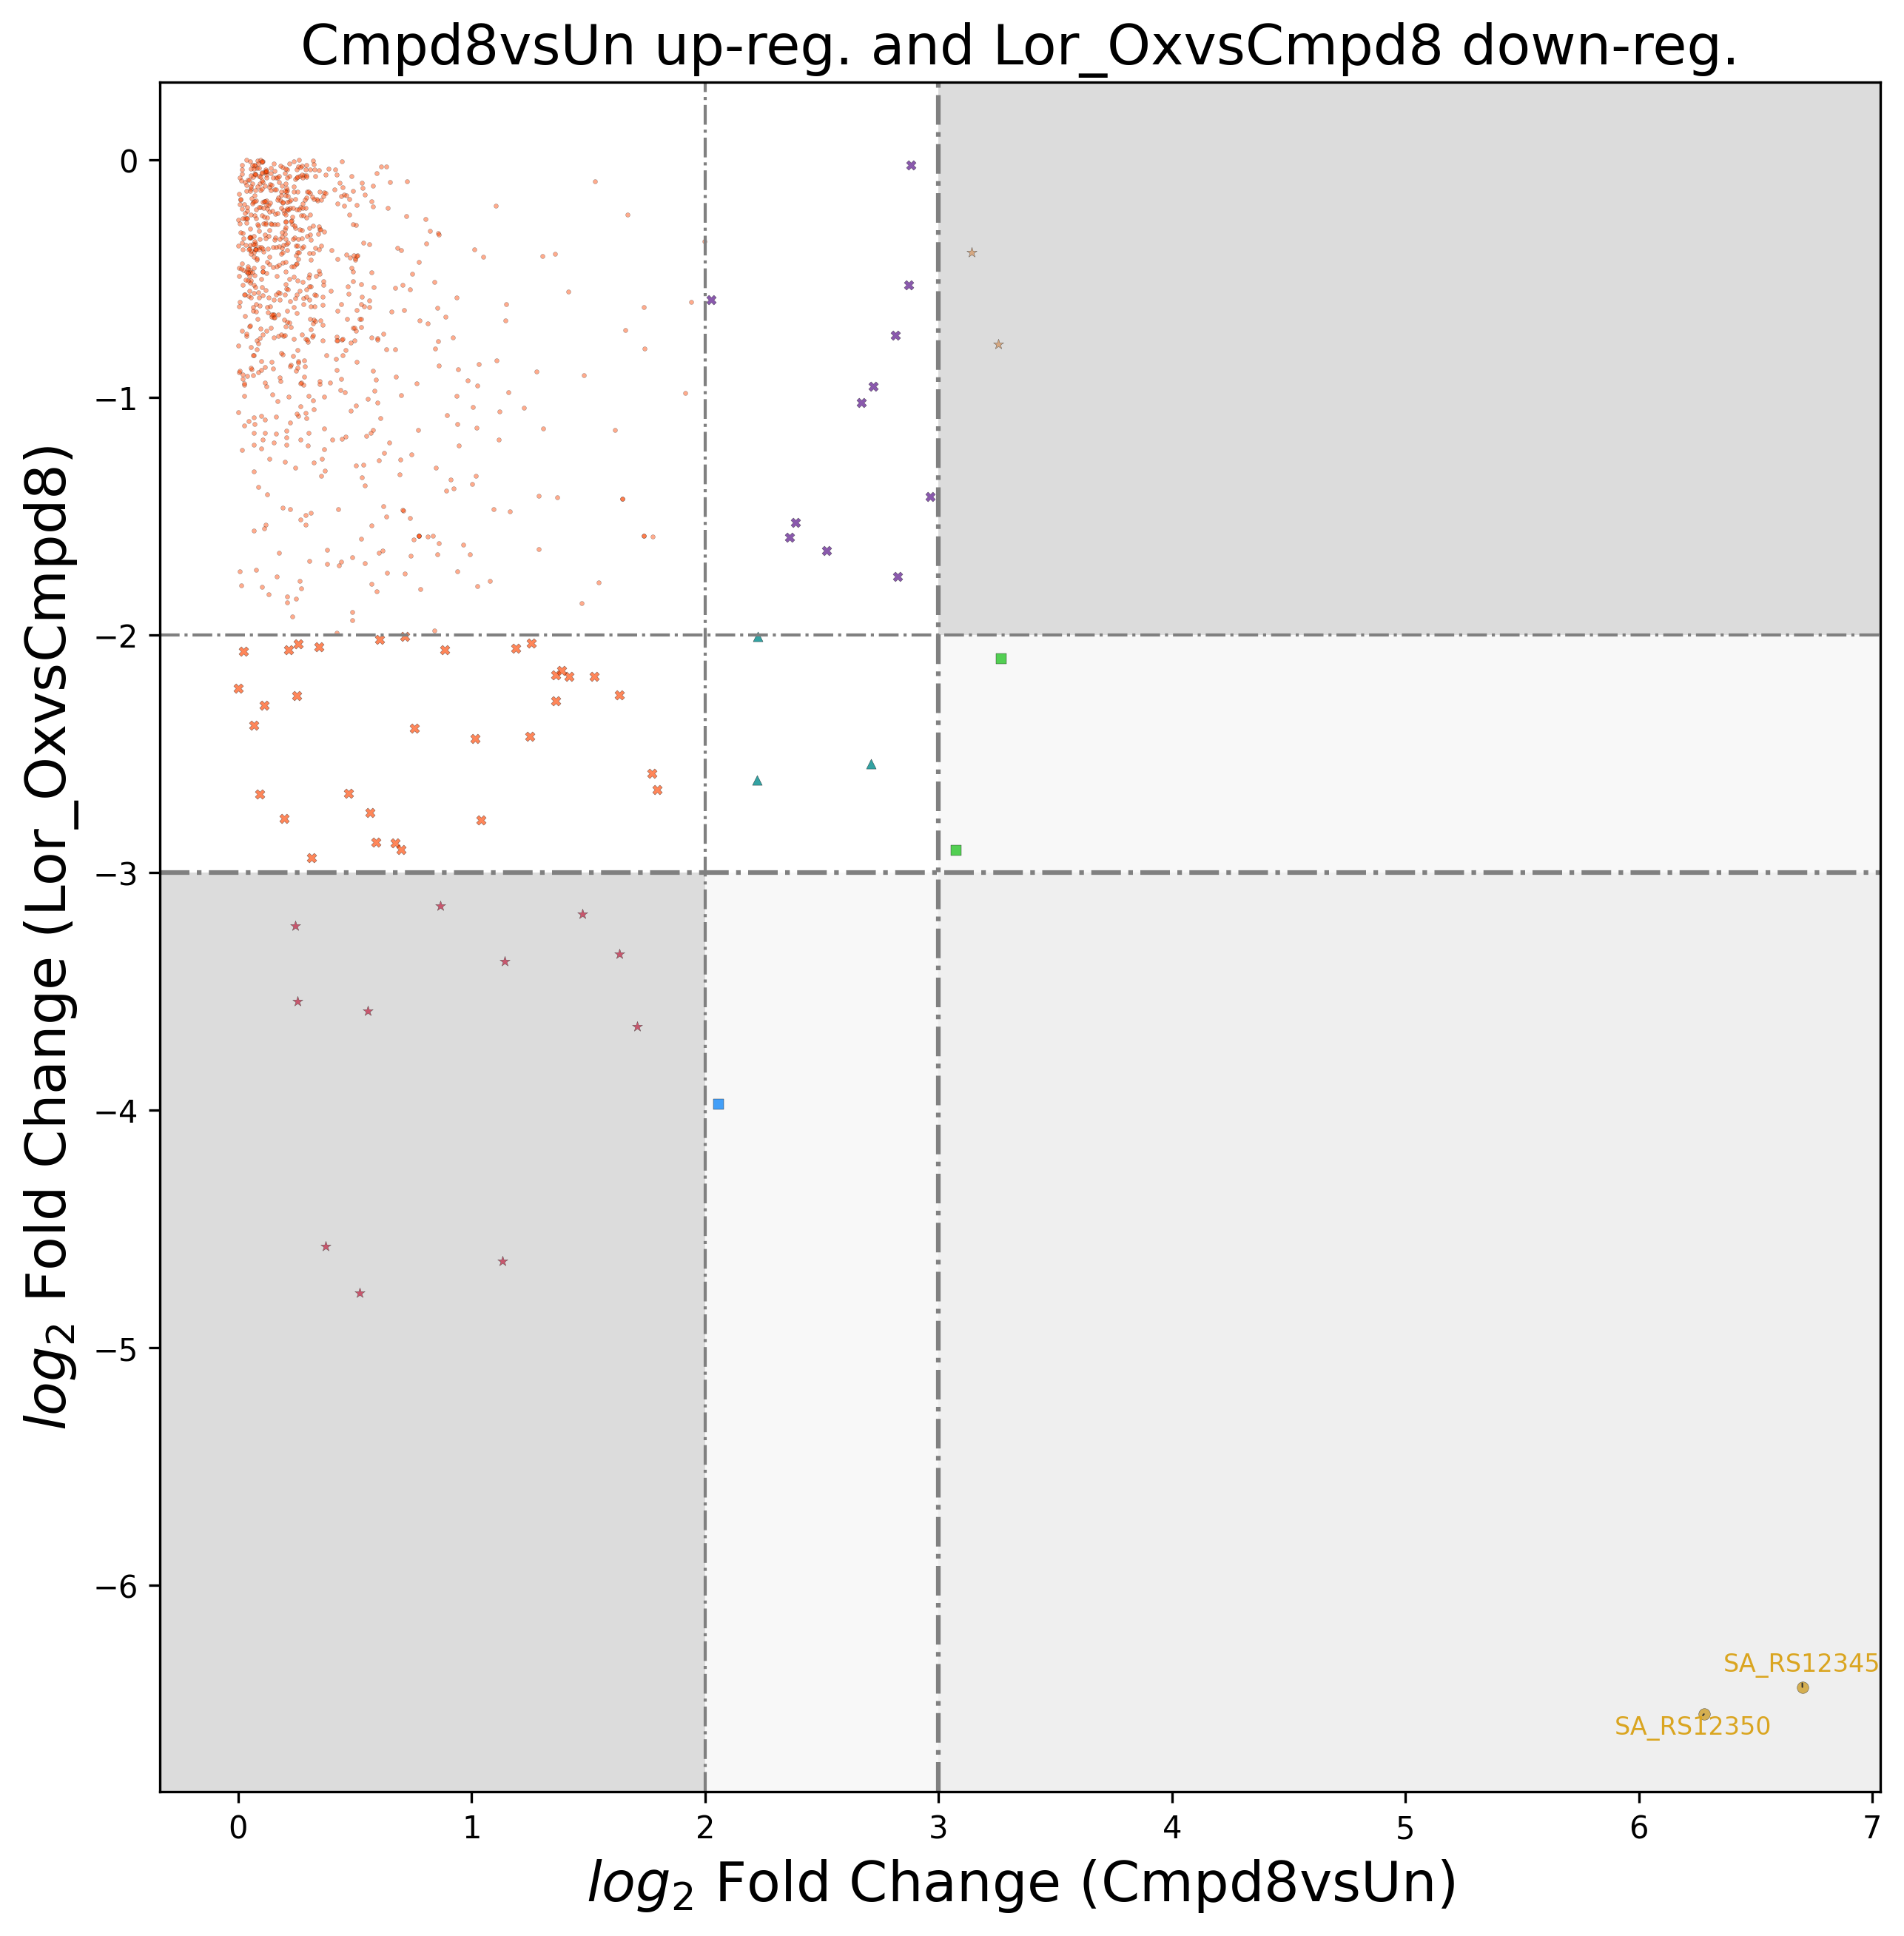 Cmpd8vsUn up-reg. and Lor_OxvsCmpd8 down-reg.
log₂ Fold Change (Lor_OxvsCmpd8)
0
−1
−2
−3
−4
−5
−6
SA_RS12345
SA_RS12350
0 1 2 3 4 5 6 7
log₂ Fold Change (Cmpd8vsUn)